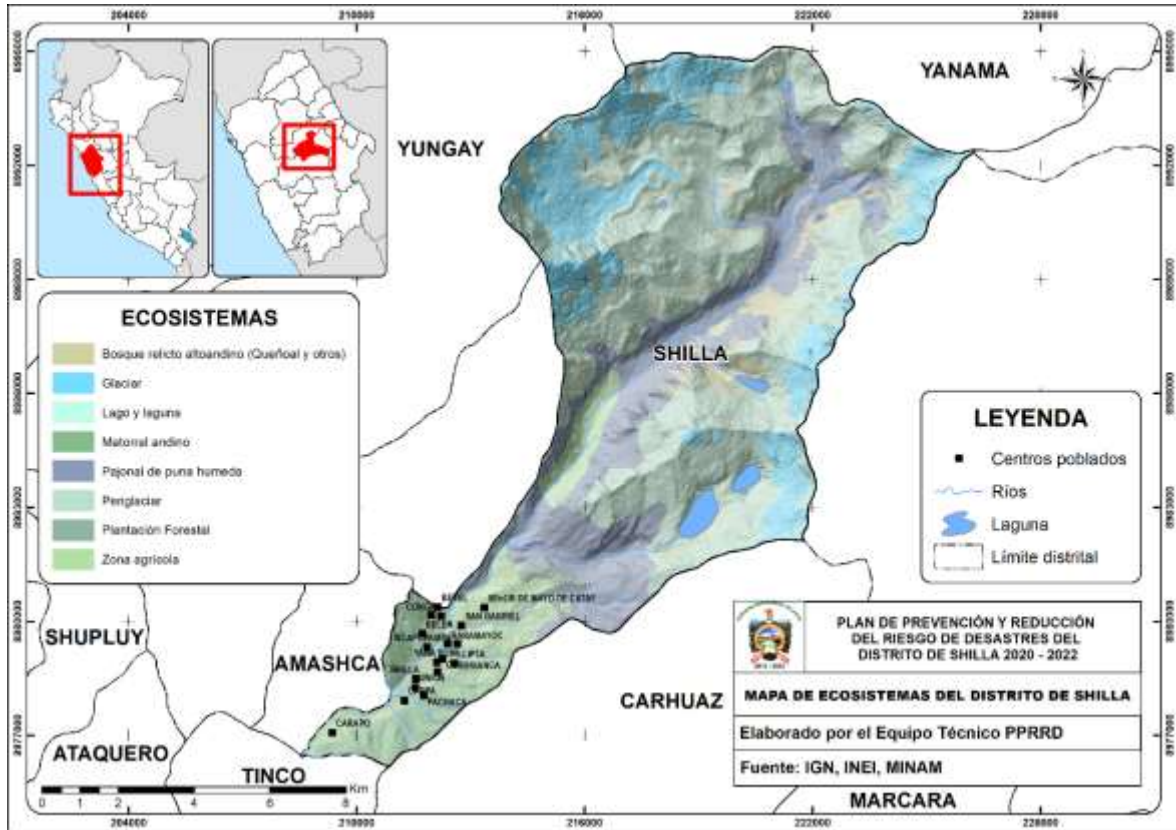 204000 210000 216000 222000 228000
YANAMA
YUNGAY
SHILLA
ECOSISTEMAS
Bosque relicto altoandino (Queñoal y otros)
Glaciar
Lago y laguna
Matorral andino
Pajonal de puna humeda
Periglaciar
Plantación Forestal
Zona agrícola
LEYENDA
Centros poblados
Ríos
Laguna
Límite distrital
SAN GABRIEL
BELEN
PACHACA
CARAPO
SHUPLUY
AMASHCA
CARHUAZ
ATAQUERO
TINCO
MARCARA
PLAN DE PREVENCIÓN Y REDUCCIÓN
DEL RIESGO DE DESASTRES DEL
DISTRITO DE SHILLA 2020 - 2022
MAPA DE ECOSISTEMAS DEL DISTRITO DE SHILLA
Elaborado por el Equipo Técnico PPRRD
Fuente: IGN, INEI, MINAM
0 1 2 4 6 8 Km
204000 210000 216000 222000 228000